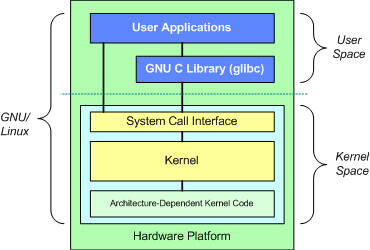 User Applications
GNU C Library (glibc)
User
Space
GNU/
Linux
System Call Interface
Kernel
Architecture-Dependent Kernel Code
Kernel
Space
Hardware Platform